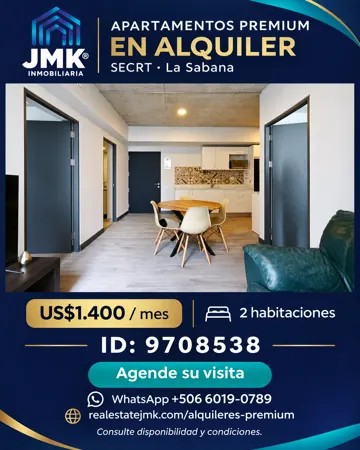 JMK®
INMOBILIARIA
APARTAMENTOS PREMIUM
EN ALQUILER
SECRT • La Sabana
US$1.400 / mes
2 habitaciones
ID: 9708538
Agende su visita
WhatsApp +506 6019-0789
realestatejmk.com/alquileres-premium
Consulte disponibilidad y condiciones.